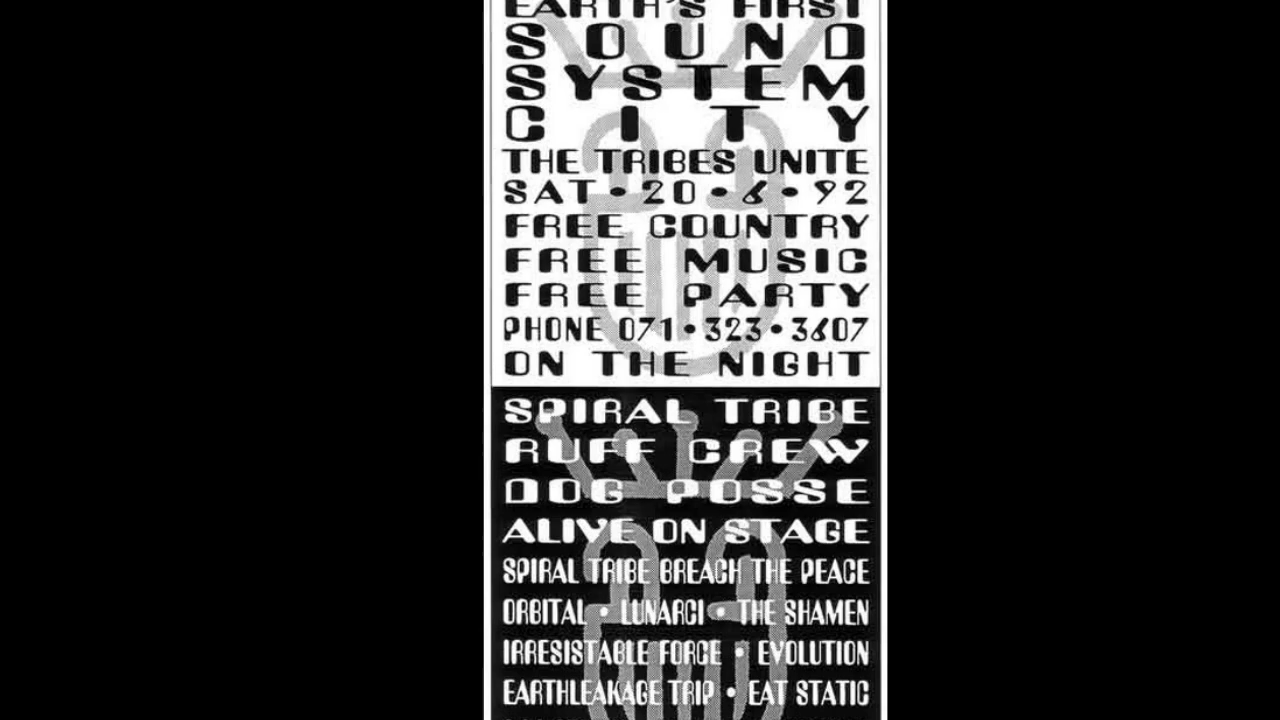 EARTH'S FIRST
SOUND
SYSTEM
CITY
THE TRIBES UNITE
SAT • 20 • 6 • 92
FREE COUNTRY
FREE MUSIC
FREE PARTY
PHONE 071 • 323 • 3607
ON THE NIGHT
SPIRAL TRIBE
RUFF CREW
DOG POSSE
ALIVE ON STAGE
SPIRAL TRIBE BREACH THE PEACE
ORBITAL • LUNARCI • THE SHAMEN
IRRESISTABLE FORCE • EVOLUTION
EARTHLEAKAGE TRIP • EAT STATIC